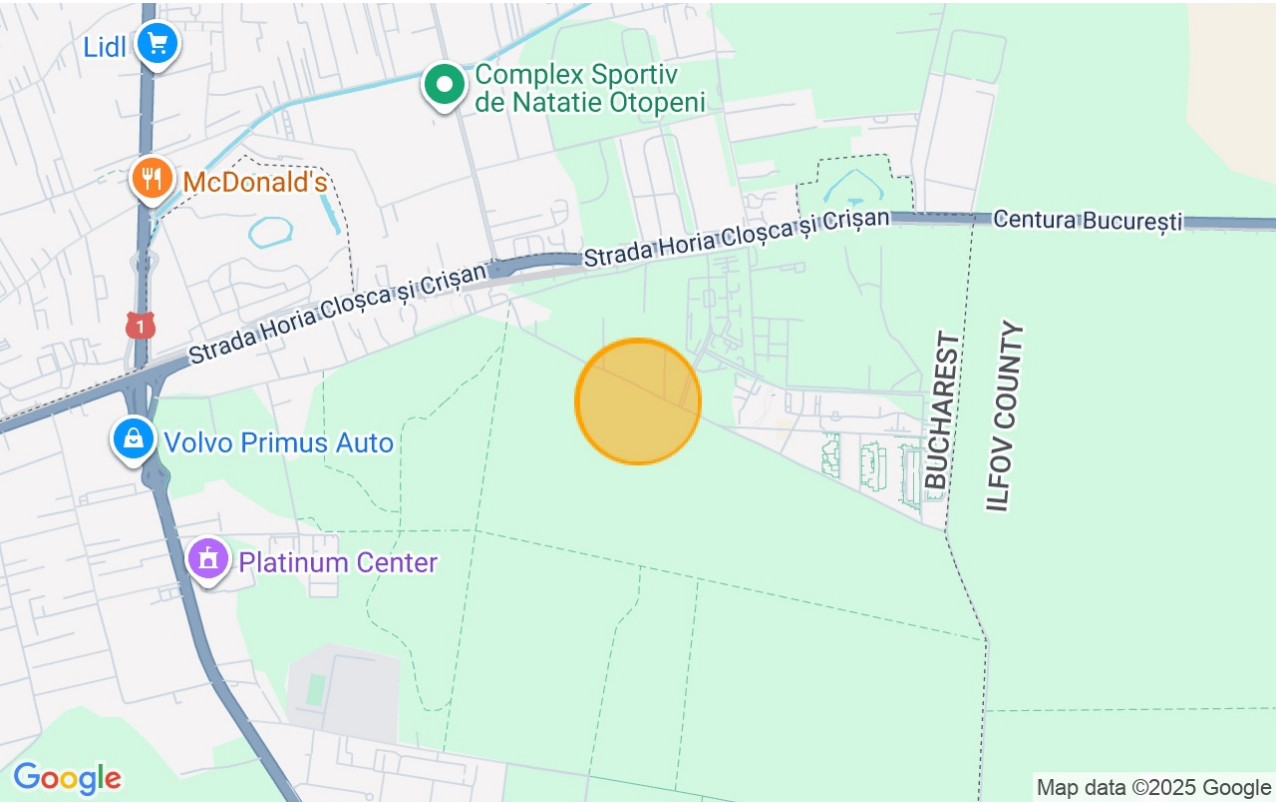 Lidl
Complex Sportiv
de Natatie Otopeni
McDonald's
Strada Horia Cloșca și Crișan
Centura București
Strada Horia Cloșca și Crișan
1
BUCHAREST
ILFOV COUNTY
Volvo Primus Auto
Platinum Center
Google
Map data ©2025 Google